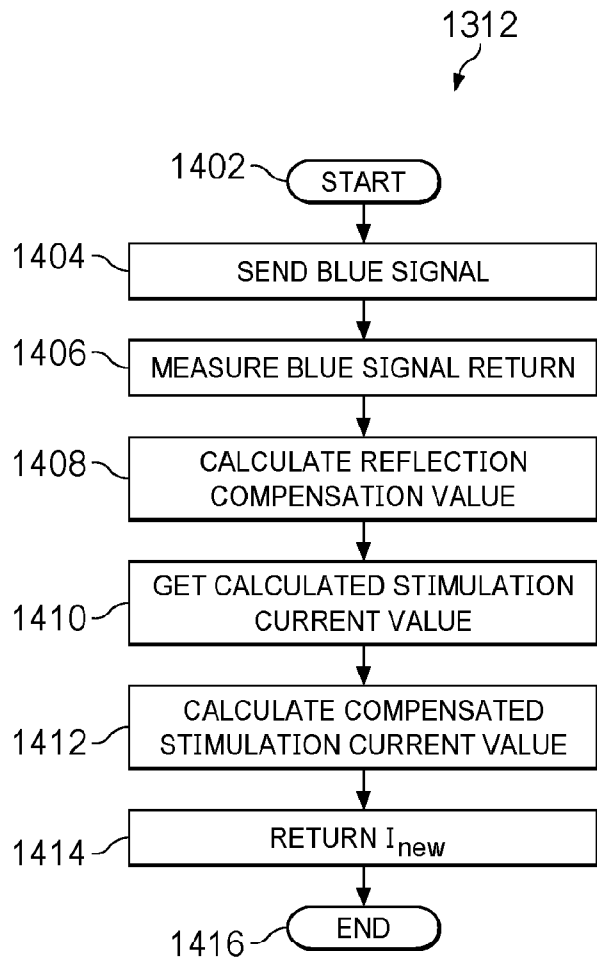 1312
1402
START
1404
SEND BLUE SIGNAL
1406
MEASURE BLUE SIGNAL RETURN
1408
CALCULATE REFLECTION
COMPENSATION VALUE
1410
GET CALCULATED STIMULATION
CURRENT VALUE
1412
CALCULATE COMPENSATED
STIMULATION CURRENT VALUE
1414
RETURN Inew
1416
END